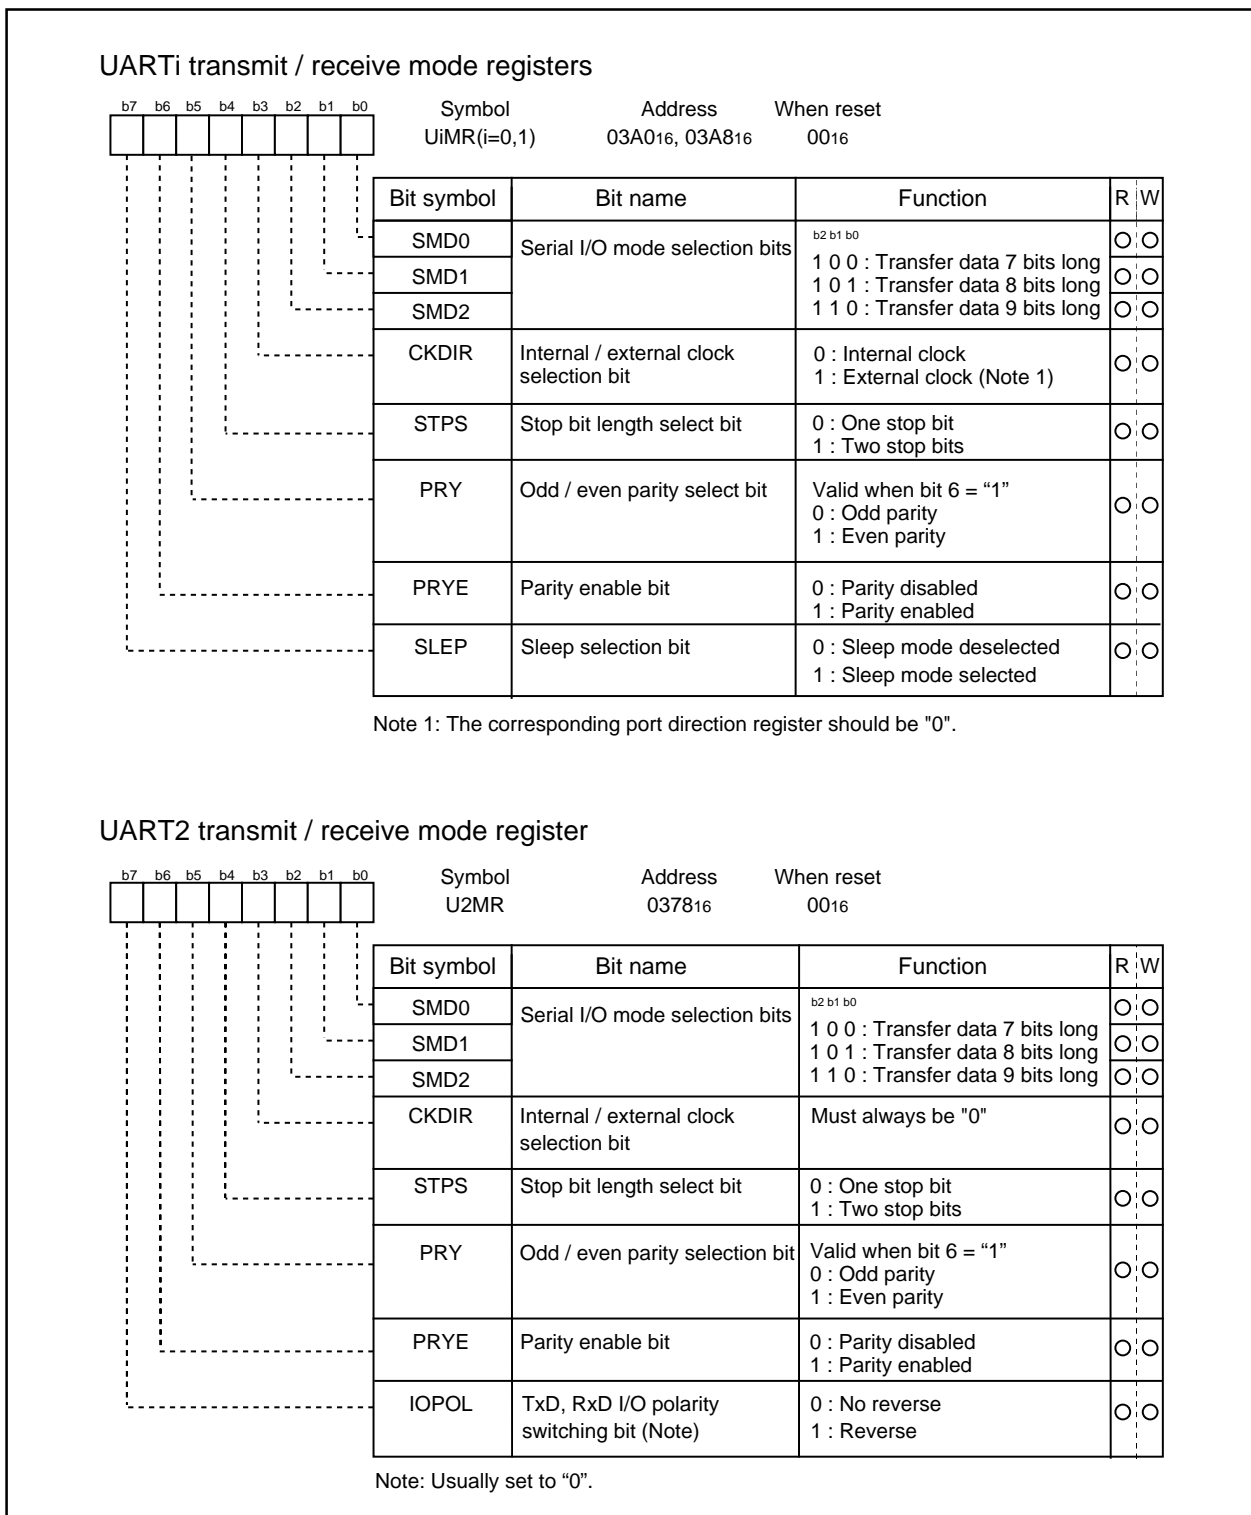 UARTi transmit / receive mode registers
b7 b6 b5 b4 b3 b2 b1 b0
Symbol Address When reset
UiMR(i=0,1) 03A016, 03A816 0016
Bit symbol Bit name Function R W
SMD0 Serial I/O mode selection bits b2 b1 b0
1 0 0 : Transfer data 7 bits long
SMD1 1 0 1 : Transfer data 8 bits long
SMD2 1 1 0 : Transfer data 9 bits long
CKDIR Internal / external clock 0 : Internal clock
selection bit 1 : External clock (Note 1)
STPS Stop bit length select bit 0 : One stop bit
1 : Two stop bits
PRY Odd / even parity select bit Valid when bit 6 = “1”
0 : Odd parity
1 : Even parity
PRYE Parity enable bit 0 : Parity disabled
1 : Parity enabled
SLEP Sleep selection bit 0 : Sleep mode deselected
1 : Sleep mode selected
Note 1: The corresponding port direction register should be "0".
UART2 transmit / receive mode register
b7 b6 b5 b4 b3 b2 b1 b0
Symbol Address When reset
U2MR 037816 0016
Bit symbol Bit name Function R W
SMD0 Serial I/O mode selection bits b2 b1 b0
1 0 0 : Transfer data 7 bits long
SMD1 1 0 1 : Transfer data 8 bits long
SMD2 1 1 0 : Transfer data 9 bits long
CKDIR Internal / external clock Must always be "0"
selection bit
STPS Stop bit length select bit 0 : One stop bit
1 : Two stop bits
PRY Odd / even parity selection bit Valid when bit 6 = “1”
0 : Odd parity
1 : Even parity
PRYE Parity enable bit 0 : Parity disabled
1 : Parity enabled
IOPOL TxD, RxD I/O polarity 0 : No reverse
switching bit (Note) 1 : Reverse
Note: Usually set to “0”.